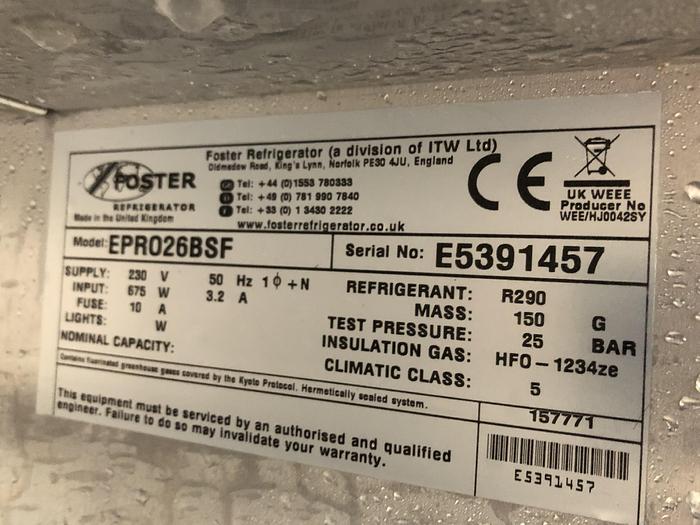 Foster Refrigerator (a division of ITW Ltd)
Oldmedow Road, King's Lynn, Norfolk PE30 4JU, England
FOSTER
REFRIGERATOR
Made in the United Kingdom
Tel: +44 (0)1553 780333
Tel: +49 (0) 781 990 7840
Tel: +33 (0) 1 3430 2222
www.fosterrefrigerator.co.uk
CE
UK WEEE
Producer No
WEE/HJ0042SY
Model: EPRO26BSF
Serial No: E5391457
SUPPLY: 230 V 50 Hz 1ϕ+N
INPUT: 675 W 3.2 A
FUSE: 10 A
LIGHTS: W
NOMINAL CAPACITY:
REFRIGERANT: R290
MASS: 150 G
TEST PRESSURE: 25 BAR
INSULATION GAS: HFO-1234ze
CLIMATIC CLASS: 5
Contains fluorinated greenhouse gases covered by the Kyoto Protocol. Hermetically sealed system.
157771
This equipment must be serviced by an authorised and qualified
engineer. Failure to do so may invalidate your warranty.
E5391457